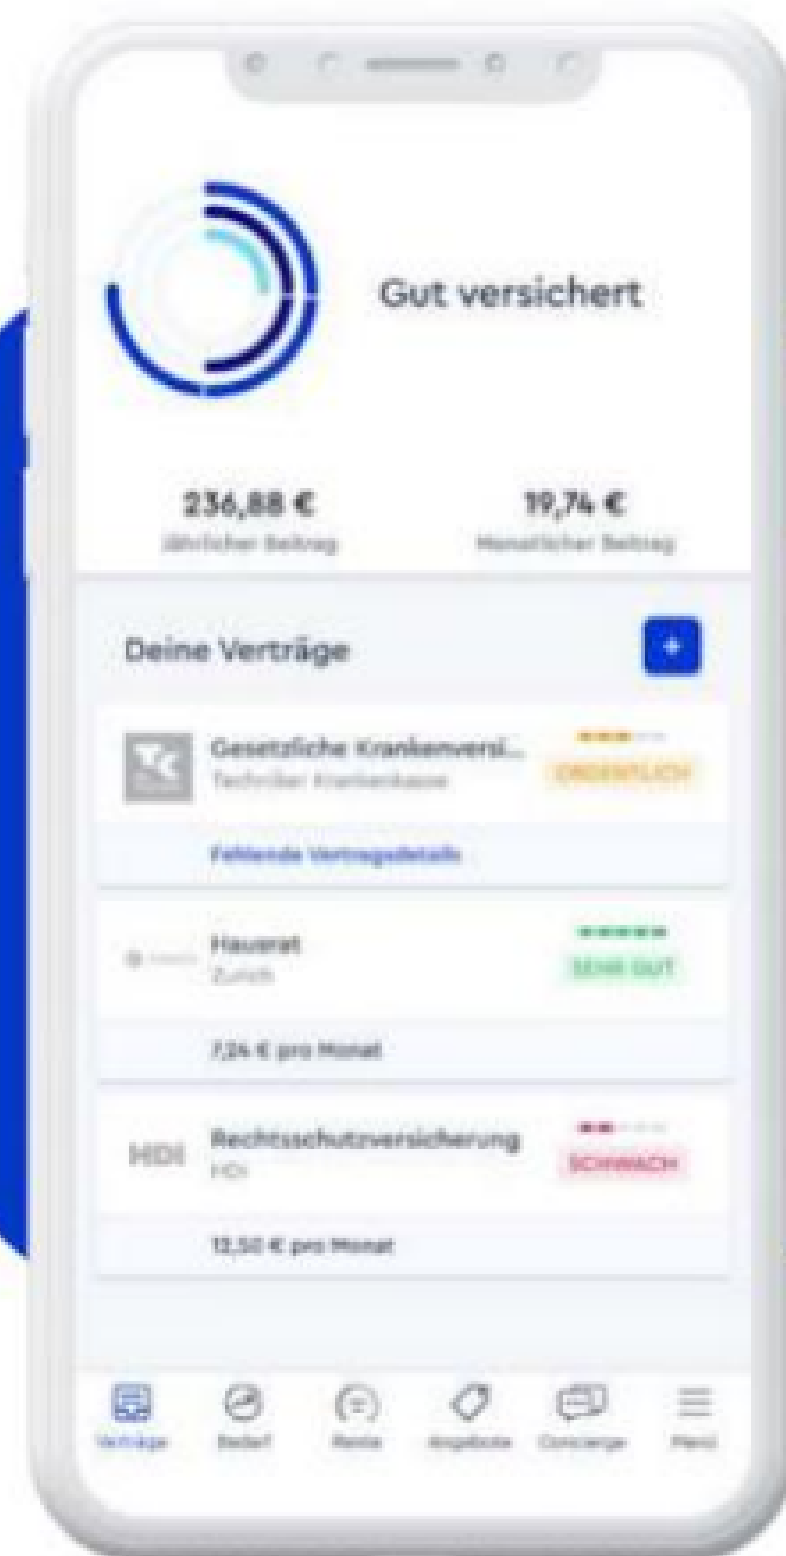 Gut versichert
236,88 €
19,74 €
Jährlicher Beitrag
Monatlicher Beitrag
Deine Verträge
+
TK
Gesetzliche Krankenversi...
Techniker Krankenkasse
ORDENTLICH
Fehlende Vertragsdetails
Hausrat
Zurich
SEHR GUT
7,24 € pro Monat
HDI
Rechtsschutzversicherung
HDI
SCHWACH
12,50 € pro Monat
Verträge
Bedarf
Rente
Angebote
Concierge
Menü